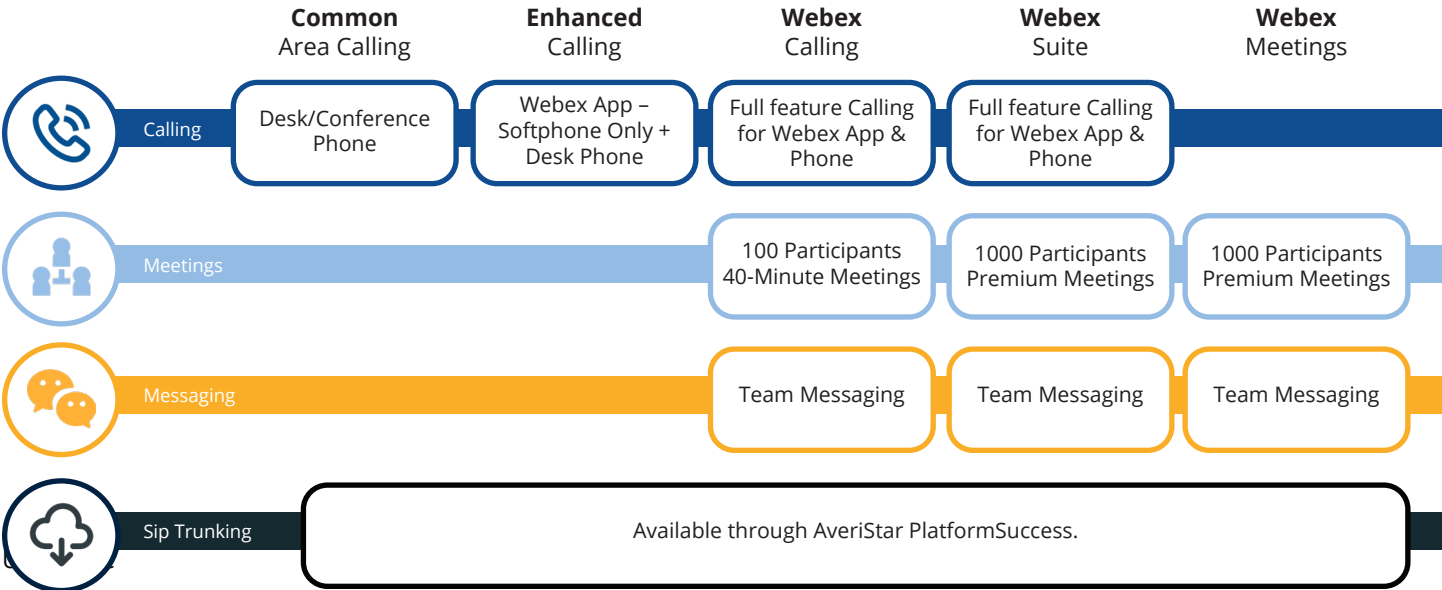 Common
Area Calling
Enhanced
Calling
Webex
Calling
Webex
Suite
Webex
Meetings
Calling
Desk/Conference
Phone
Webex App –
Softphone Only +
Desk Phone
Full feature Calling
for Webex App &
Phone
Full feature Calling
for Webex App &
Phone
Meetings
100 Participants
40-Minute Meetings
1000 Participants
Premium Meetings
1000 Participants
Premium Meetings
Messaging
Team Messaging
Team Messaging
Team Messaging
Sip Trunking
Available through AveriStar PlatformSuccess.